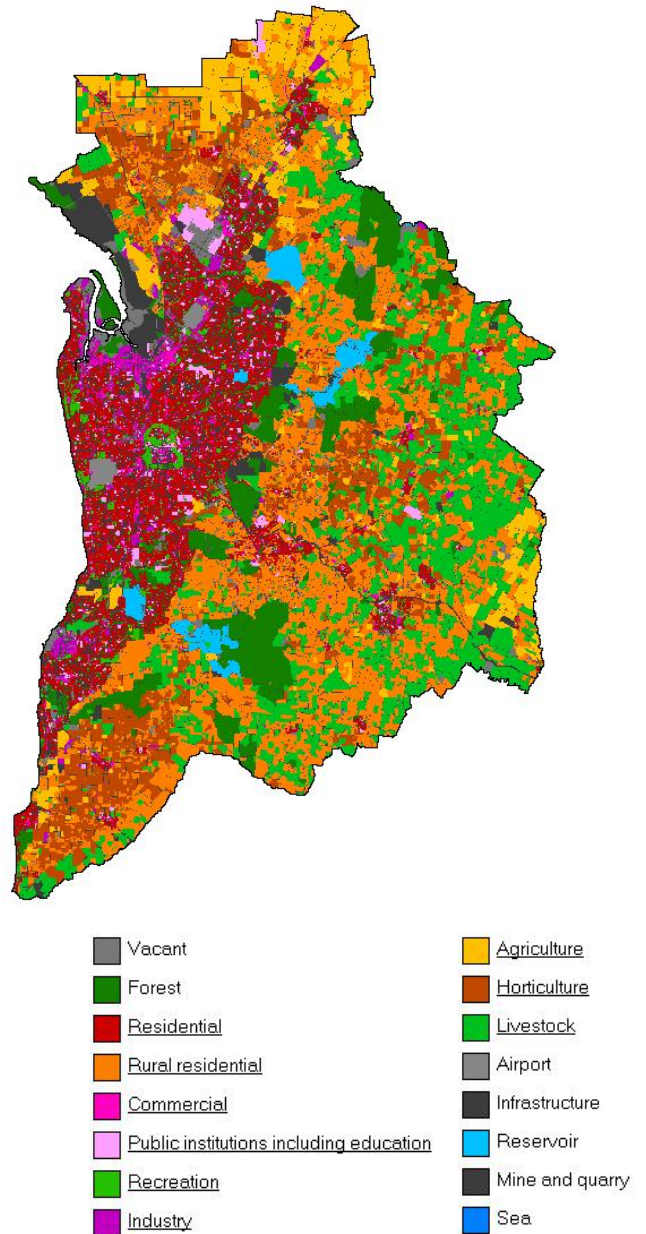 Vacant
Forest
Residential
Rural residential
Commercial
Public institutions including education
Recreation
Industry
Agriculture
Horticulture
Livestock
Airport
Infrastructure
Reservoir
Mine and quarry
Sea